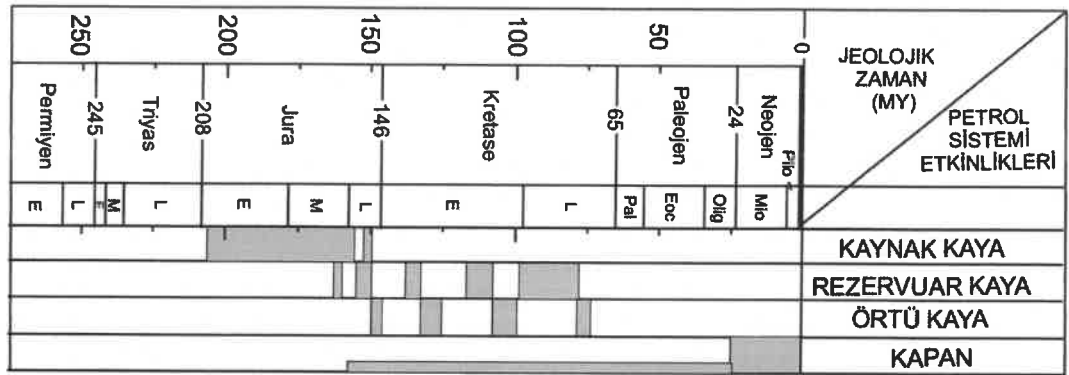 250
200
150
100
50
0
JEOLOJIK
ZAMAN
(MY)
PETROL
SİSTEMİ
ETKİNLİKLERİ
Permiyen
245
Triyas
208
Jura
146
Kretase
65
Paleojen
24
Neojen
Plio
E
L
E
M
L
E
M
L
E
L
Pal
Eoc
Olig
Mio
KAYNAK KAYA
REZERVUAR KAYA
ÖRTÜ KAYA
KAPAN